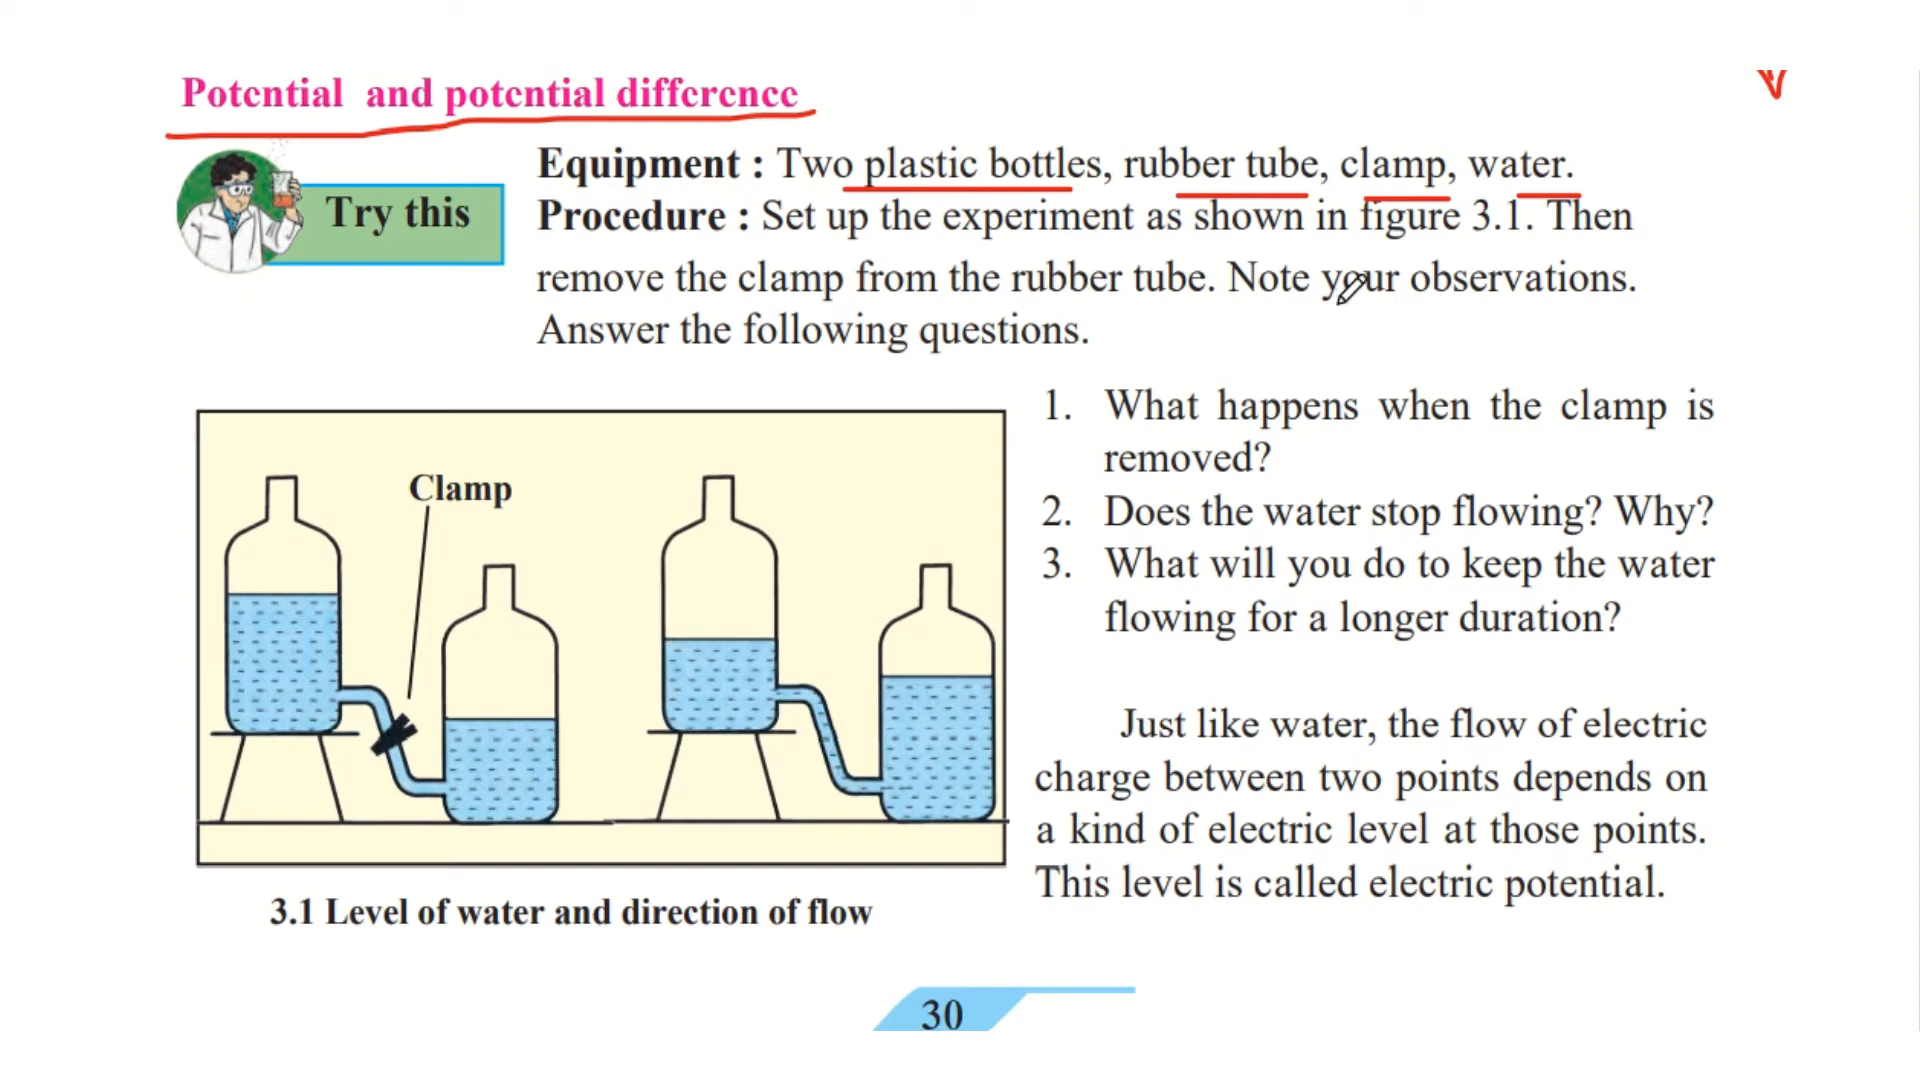 Potential and potential difference
Try this
Equipment : Two plastic bottles, rubber tube, clamp, water.
Procedure : Set up the experiment as shown in figure 3.1. Then
remove the clamp from the rubber tube. Note your observations.
Answer the following questions.
Clamp
3.1 Level of water and direction of flow
1. What happens when the clamp is
removed?
2. Does the water stop flowing? Why?
3. What will you do to keep the water
flowing for a longer duration?
Just like water, the flow of electric
charge between two points depends on
a kind of electric level at those points.
This level is called electric potential.
30